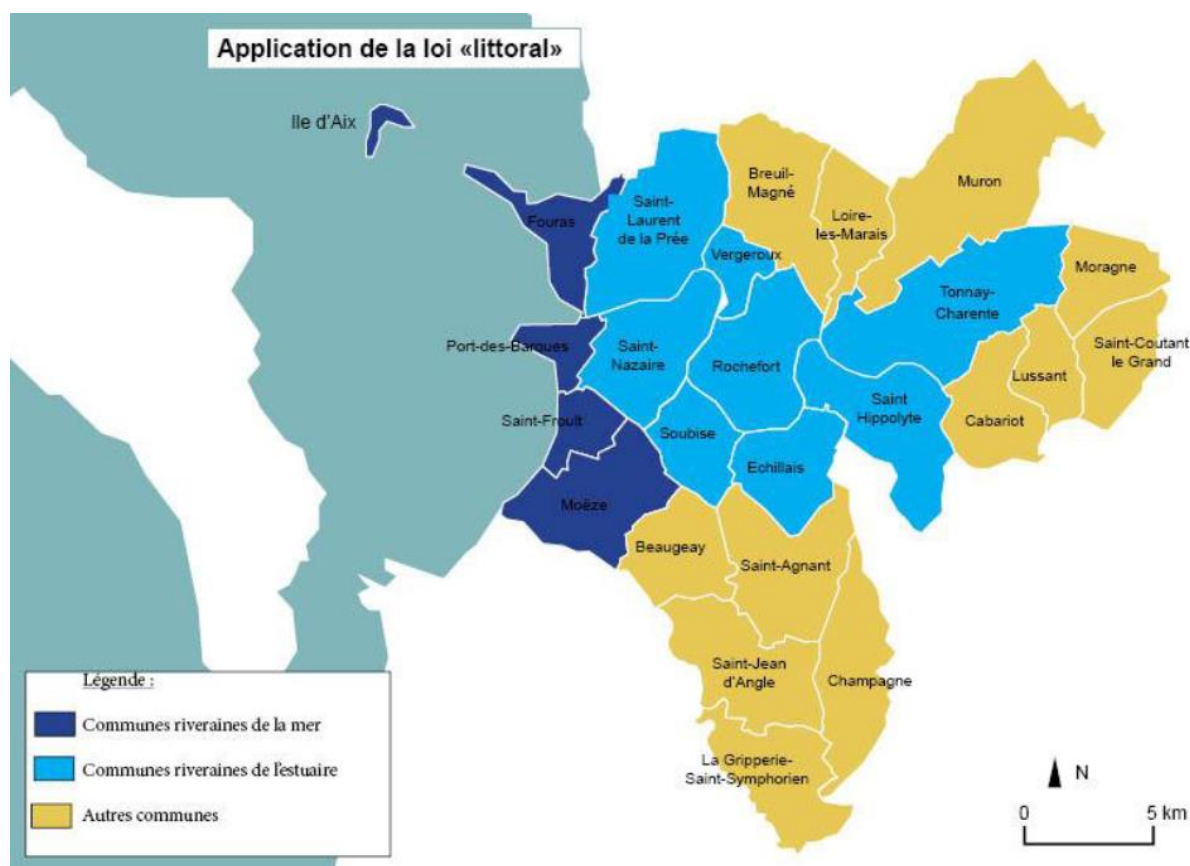 Application de la loi «littoral»
Ile d'Aix
Fouras
Saint-
Laurent
de la Prée
Breuil-
Magné
Loire-
les-Marais
Muron
Vergeroux
Moragne
Tonnay-
Charente
Port-des-Barques
Saint-
Nazaire
Rochefort
Saint-Coutant
le Grand
Lussant
Saint-Froult
Soubise
Saint
Hippolyte
Cabariot
Echillais
Moëze
Beaugeay
Saint-Agnant
Saint-Jean
d'Angle
Champagne
La Gripperie-
Saint-Symphorien
Légende :
Communes riveraines de la mer
Communes riveraines de l'estuaire
Autres communes
N
0 5 km